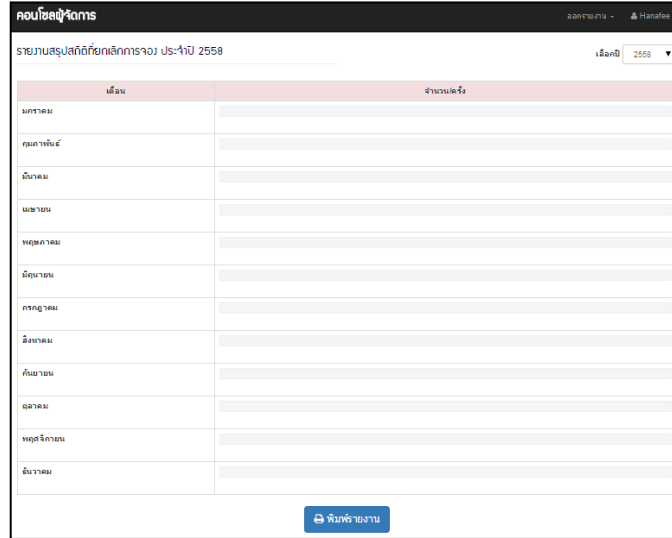 คอนโซลผู้จัดการ ออกรายงาน Hanafee
รายงานสรุปสถิติที่ยกเลิกการจอง ประจำปี 2558 เลือกปี 2558
เดือน จำนวน/ครั้ง
มกราคม
กุมภาพันธ์
มีนาคม
เมษายน
พฤษภาคม
มิถุนายน
กรกฎาคม
สิงหาคม
กันยายน
ตุลาคม
พฤศจิกายน
ธันวาคม
พิมพ์รายงาน